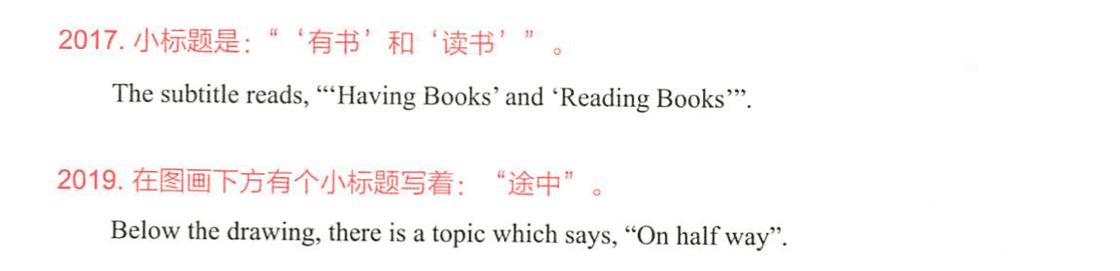 2017. 小标题是：“‘有书’和‘读书’”。
The subtitle reads, “‘Having Books’ and ‘Reading Books’”.
2019. 在图画下方有个小标题写着：“途中”。
Below the drawing, there is a topic which says, “On half way”.